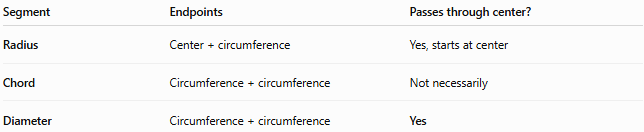 Segment Endpoints Passes through center?
Radius Center + circumference Yes, starts at center
Chord Circumference + circumference Not necessarily
Diameter Circumference + circumference Yes